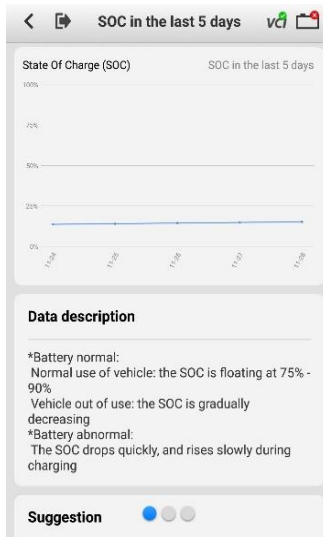 SOC in the last 5 days
vci
State Of Charge (SOC) SOC in the last 5 days
100%
75%
50%
25%
0%
11-24 11-25 11-26 11-27 11-28
Data description
*Battery normal:
Normal use of vehicle: the SOC is floating at 75% -
90%
Vehicle out of use: the SOC is gradually
decreasing
*Battery abnormal:
The SOC drops quickly, and rises slowly during
charging
Suggestion